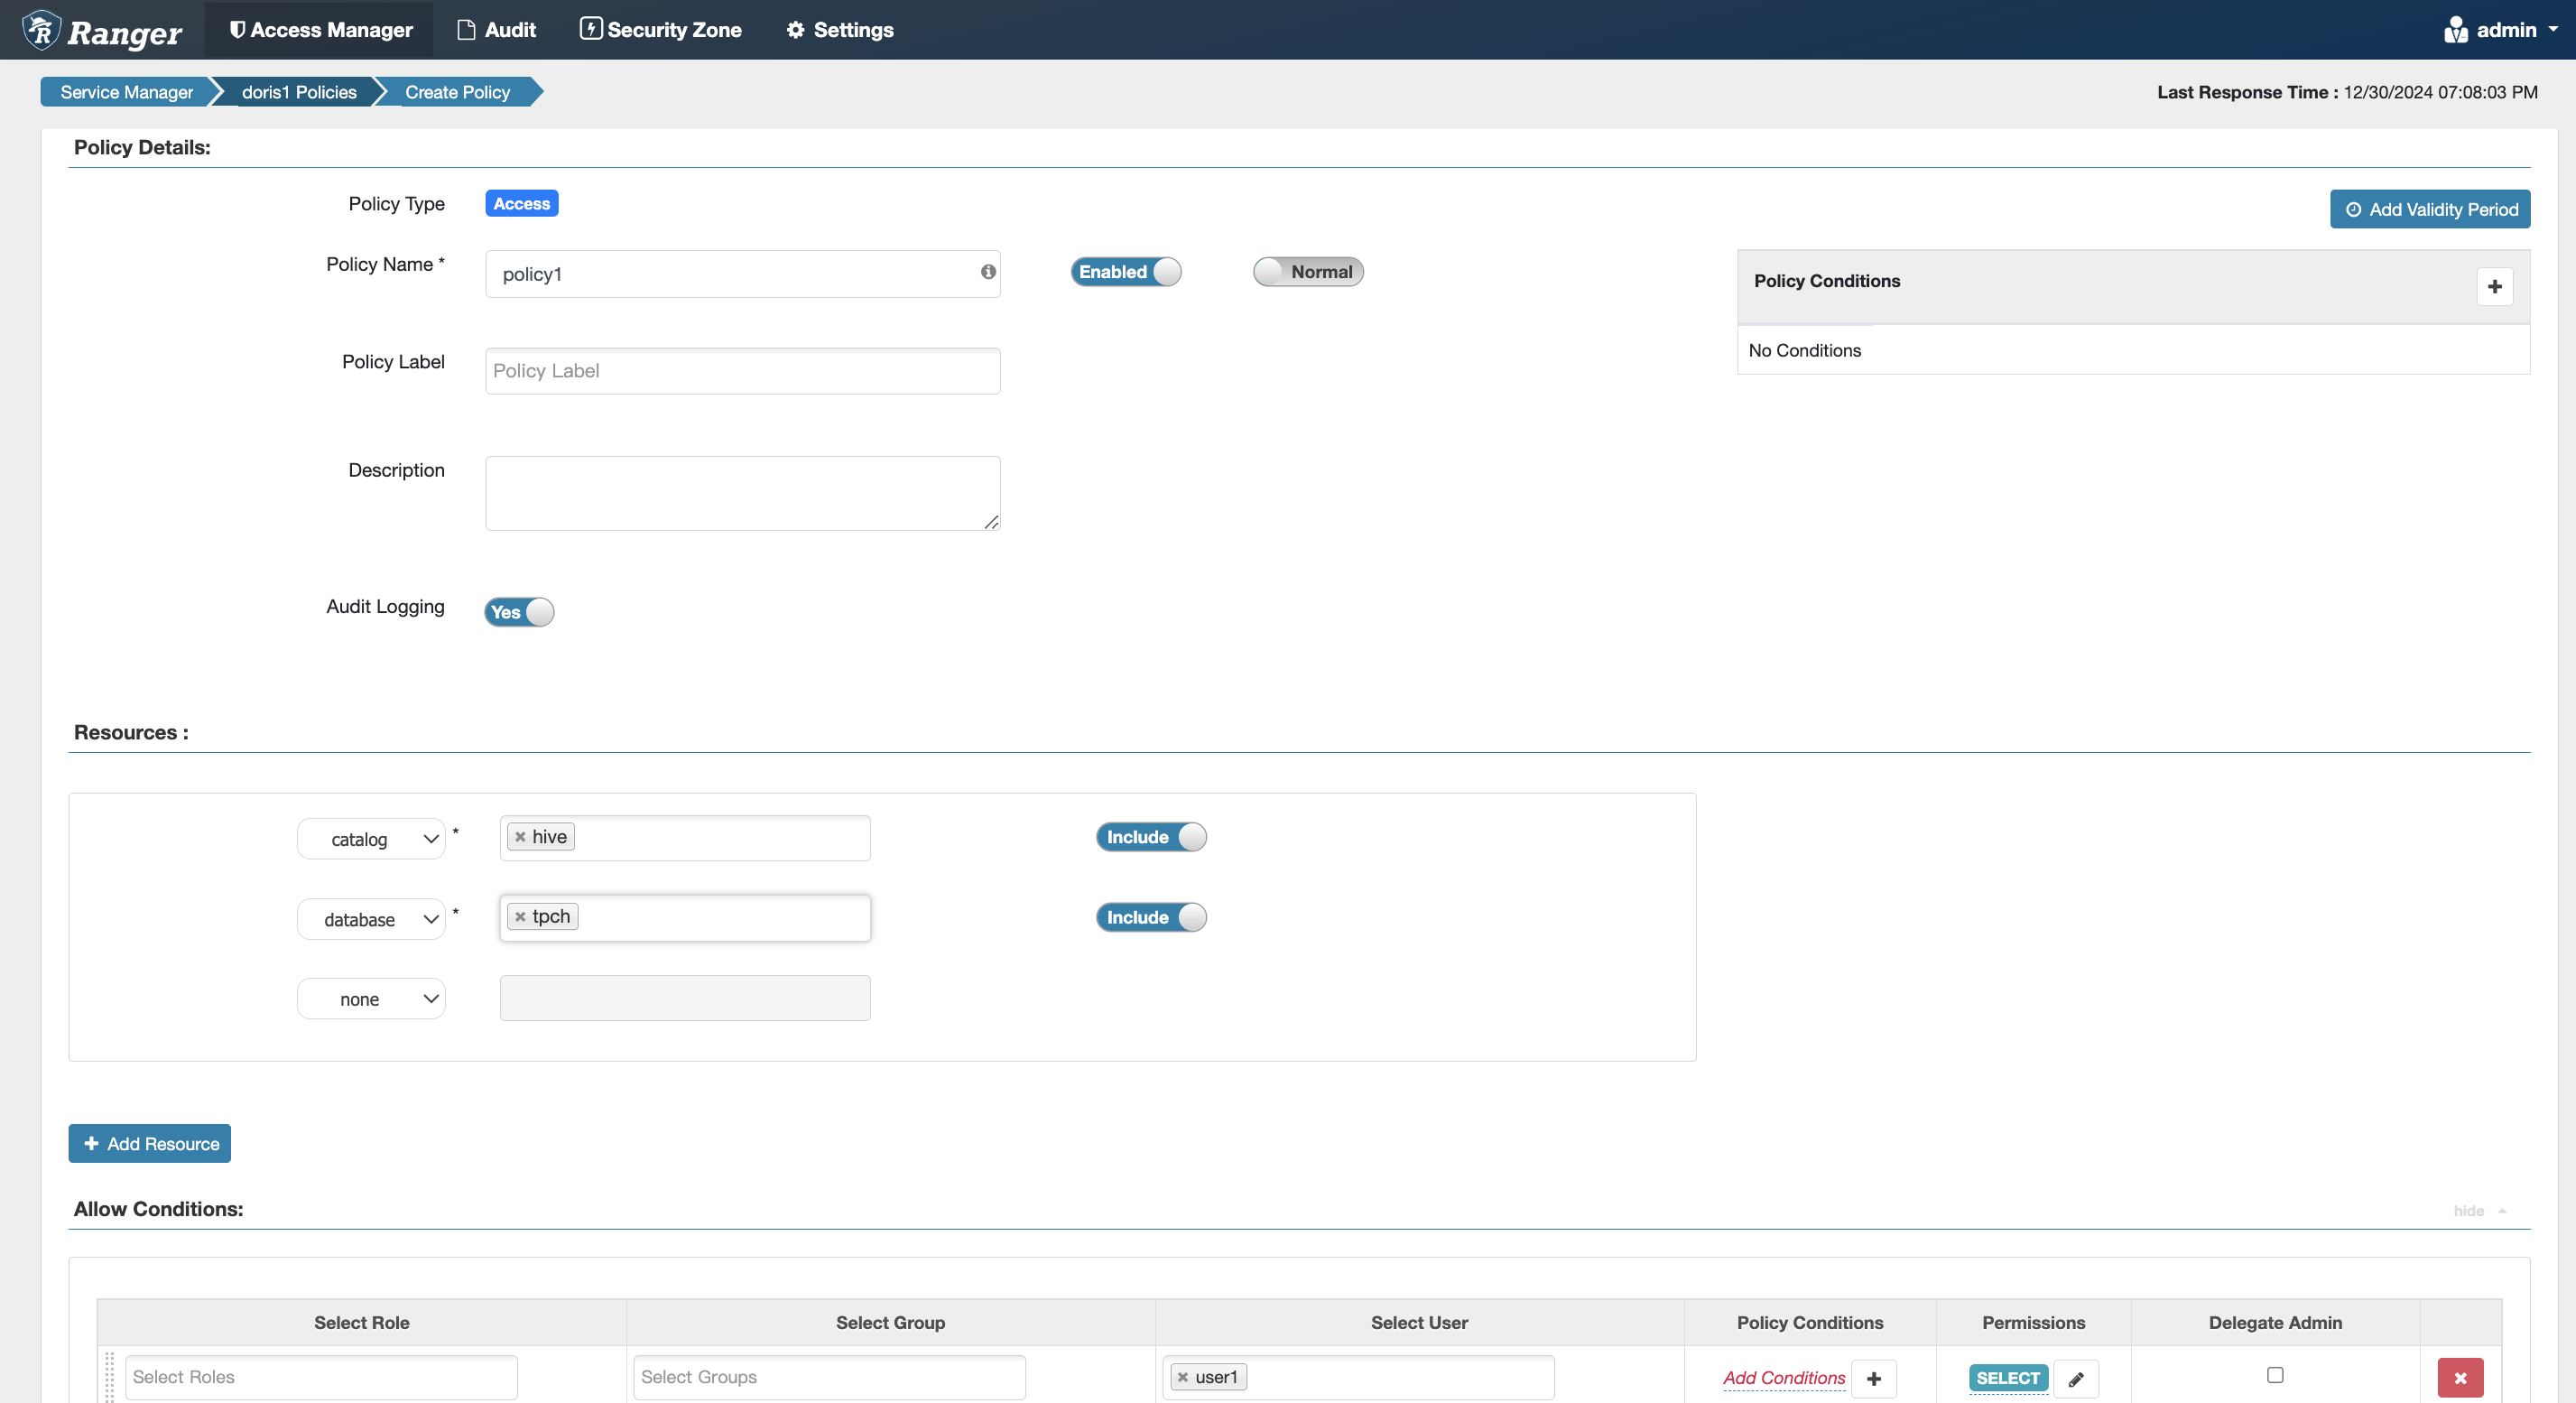 Ranger Access Manager Audit Security Zone Settings admin
Service Manager doris1 Policies Create Policy Last Response Time : 12/30/2024 07:08:03 PM
Policy Details:
Policy Type Access Add Validity Period
Policy Name * policy1 Enabled Normal
Policy Conditions
No Conditions
Policy Label Policy Label
Description
Audit Logging Yes
Resources :
catalog * hive Include
database * tpch Include
none
Add Resource
Allow Conditions: hide
Select Role Select Group Select User Policy Conditions Permissions Delegate Admin
Select Roles Select Groups user1 Add Conditions SELECT